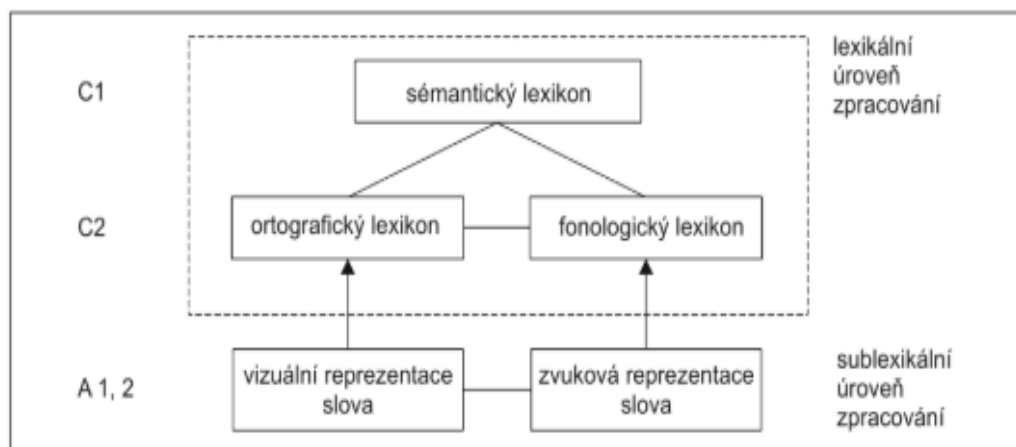 C1
sémantický lexikon
lexikální
úroveň
zpracování
C2
ortografický lexikon
fonologický lexikon
A 1, 2
vizuální reprezentace
slova
zvuková reprezentace
slova
sublexikální
úroveň
zpracování